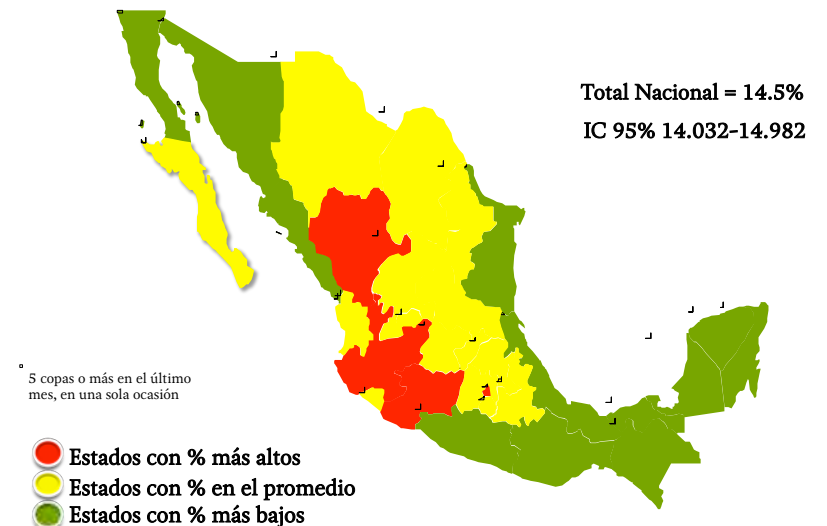 Total Nacional = 14.5%
IC 95% 14.032-14.982
5 copas o más en el último
mes, en una sola ocasión
Estados con % más altos
Estados con % en el promedio
Estados con % más bajos